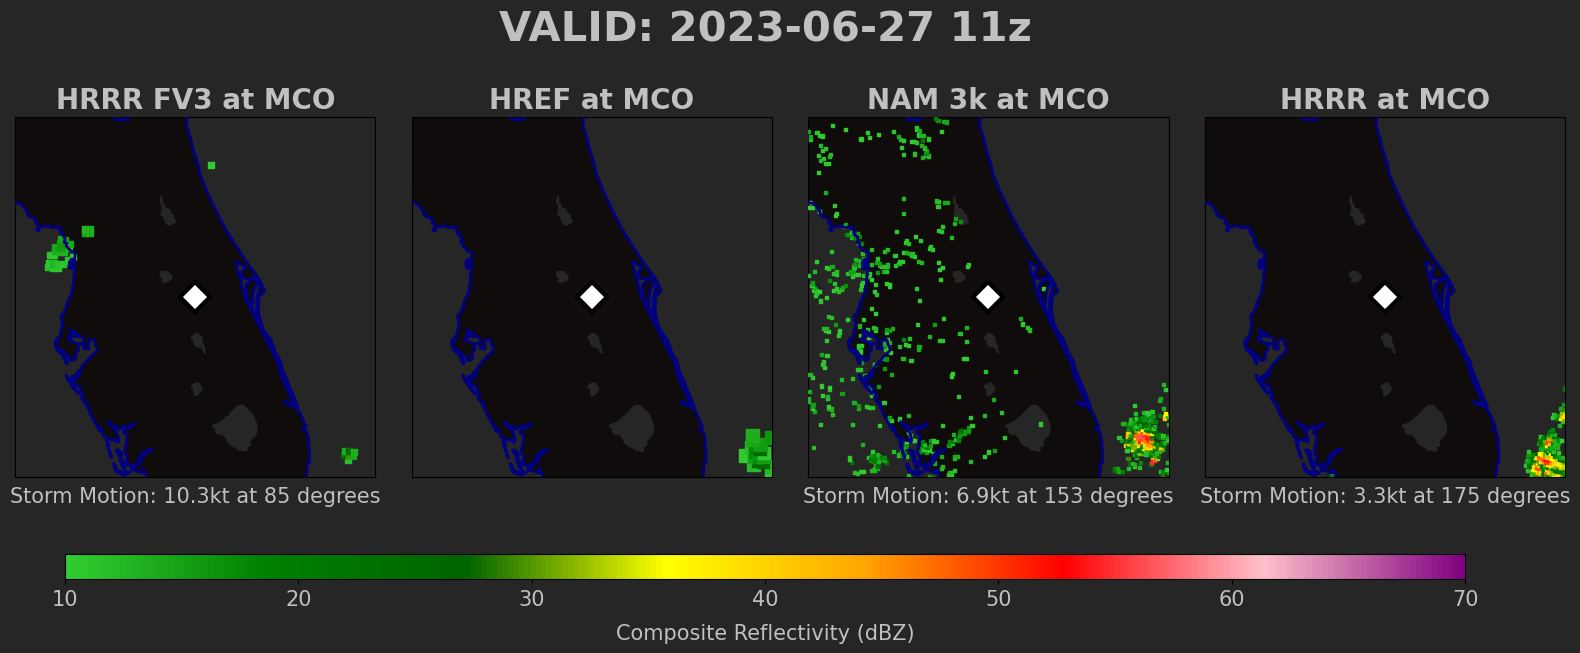 VALID: 2023-06-27 11z
HRRR FV3 at MCO
HREF at MCO
NAM 3k at MCO
HRRR at MCO
Storm Motion: 10.3kt at 85 degrees
Storm Motion: 6.9kt at 153 degrees
Storm Motion: 3.3kt at 175 degrees
10 20 30 40 50 60 70
Composite Reflectivity (dBZ)